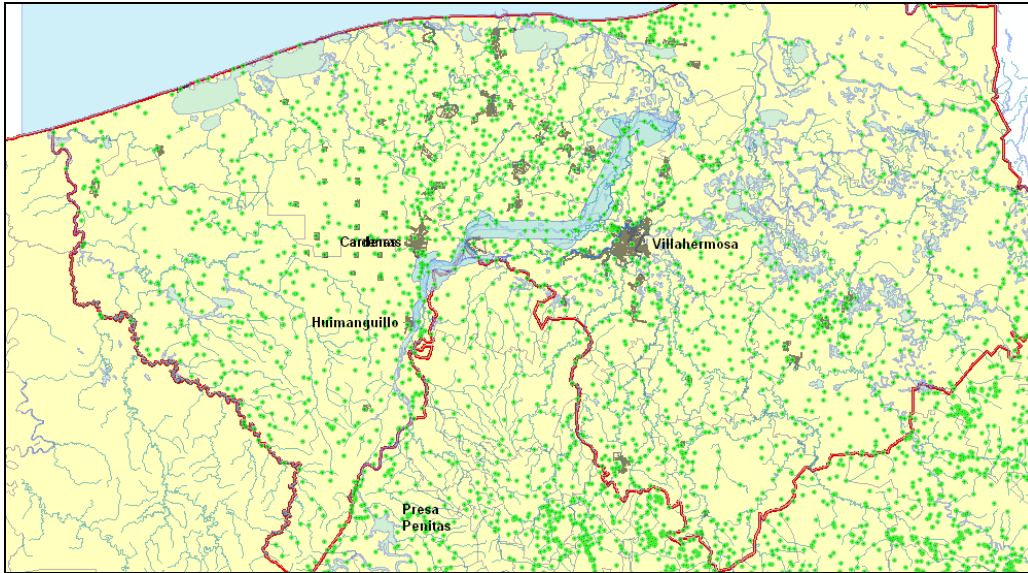 Cardenas
Villahermosa
Huimanguillo
Presa
Penitas